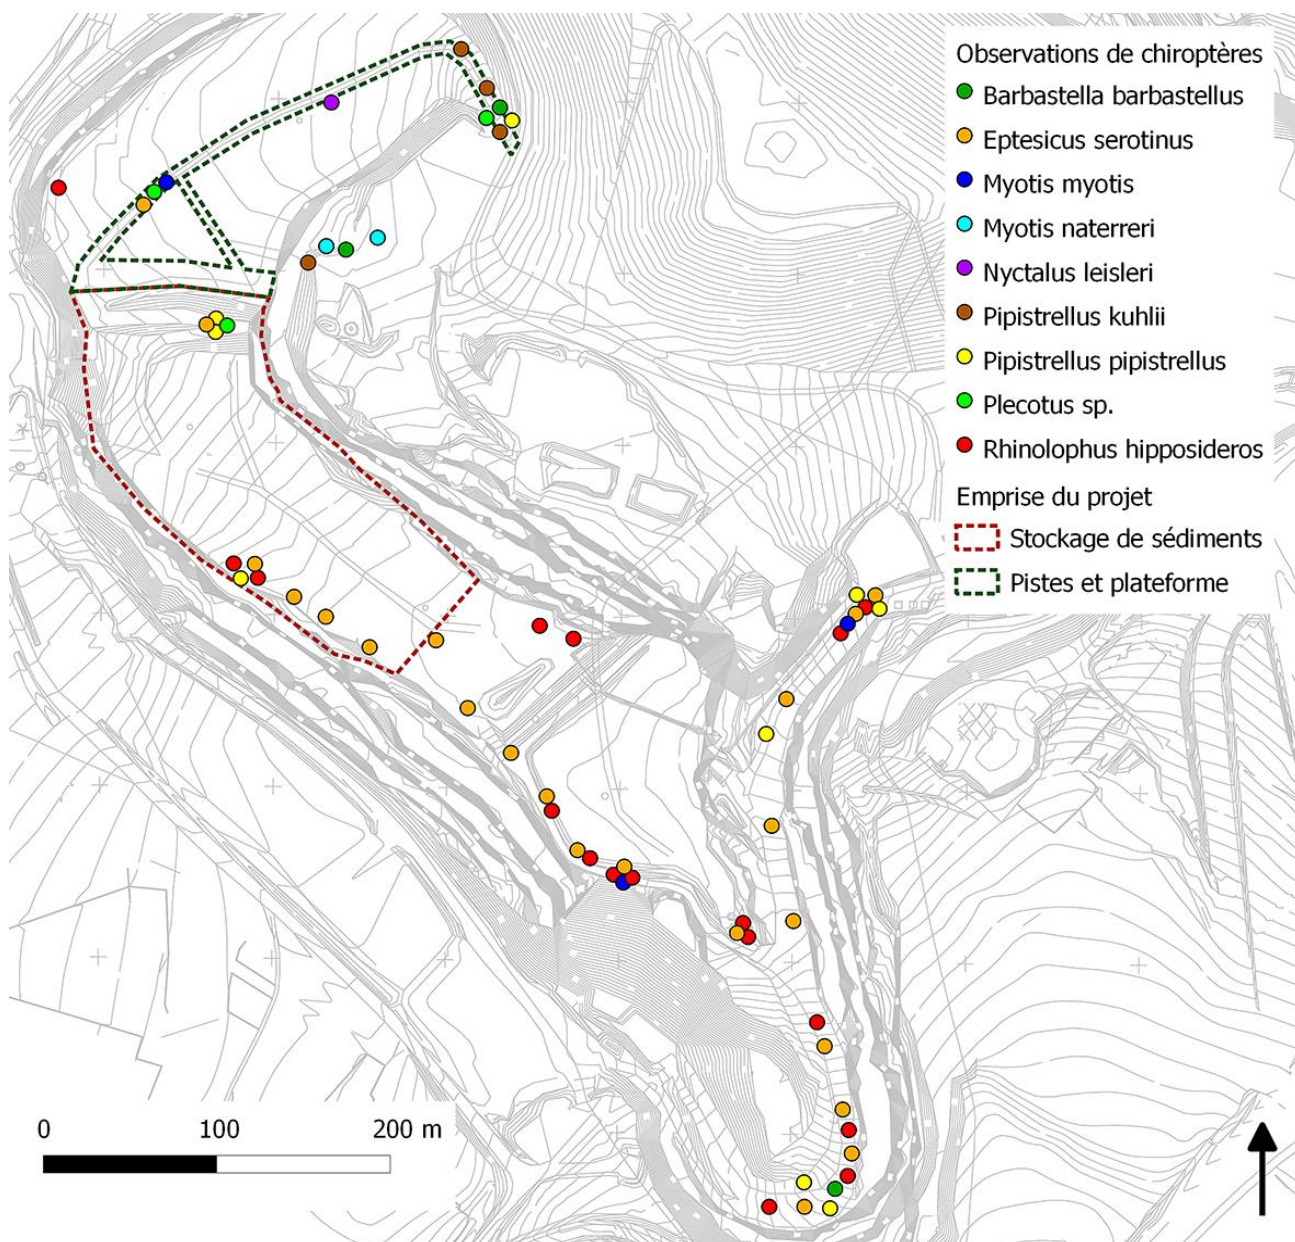 Observations de chiroptères
Barbastella barbastellus
Eptesicus serotinus
Myotis myotis
Myotis naterreri
Nyctalus leisleri
Pipistrellus kuhlii
Pipistrellus pipistrellus
Plecotus sp.
Rhinolophus hipposideros
Emprise du projet
Stockage de sédiments
Pistes et plateforme
0 100 200 m